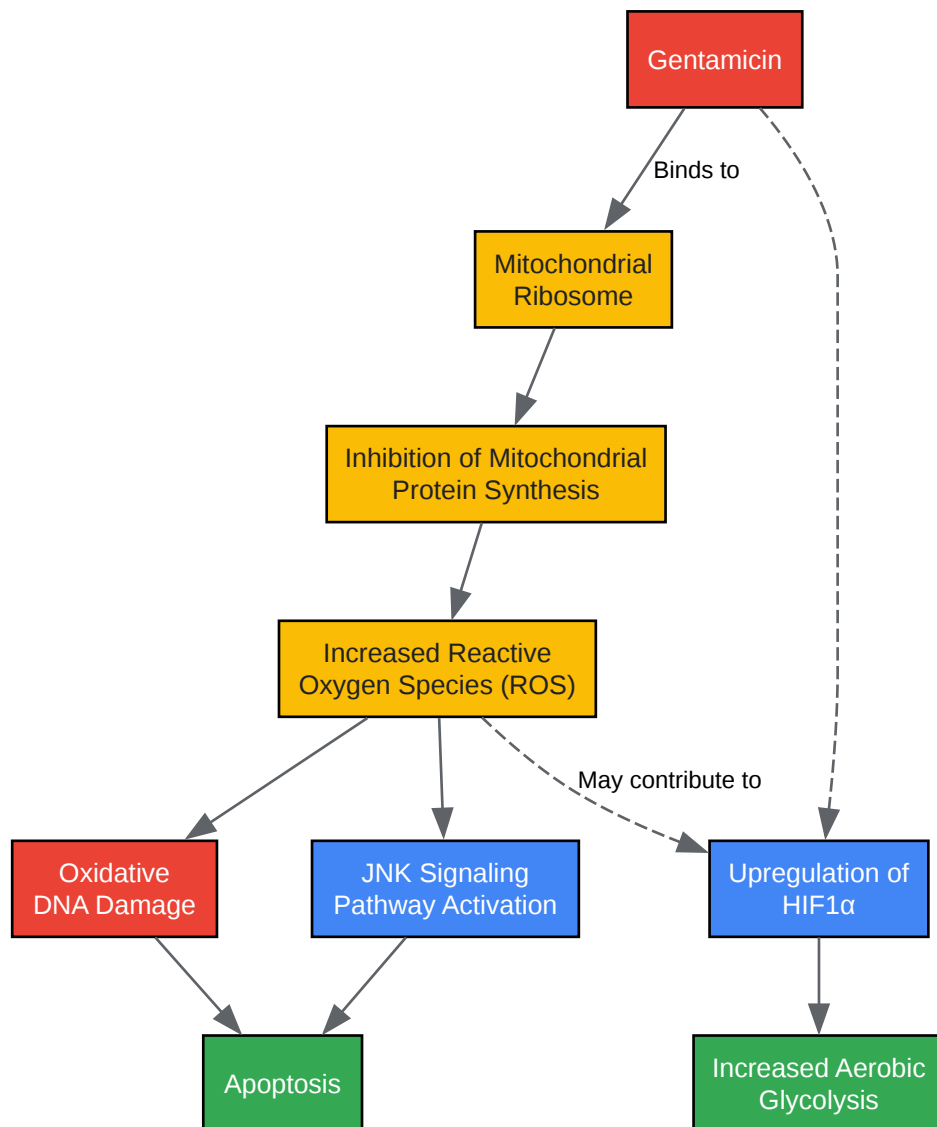 Gentamicin
Binds to
Mitochondrial
Ribosome
Inhibition of Mitochondrial
Protein Synthesis
Increased Reactive
Oxygen Species (ROS)
May contribute to
Oxidative
DNA Damage
JNK Signaling
Pathway Activation
Upregulation of
HIF1α
Apoptosis
Increased Aerobic
Glycolysis